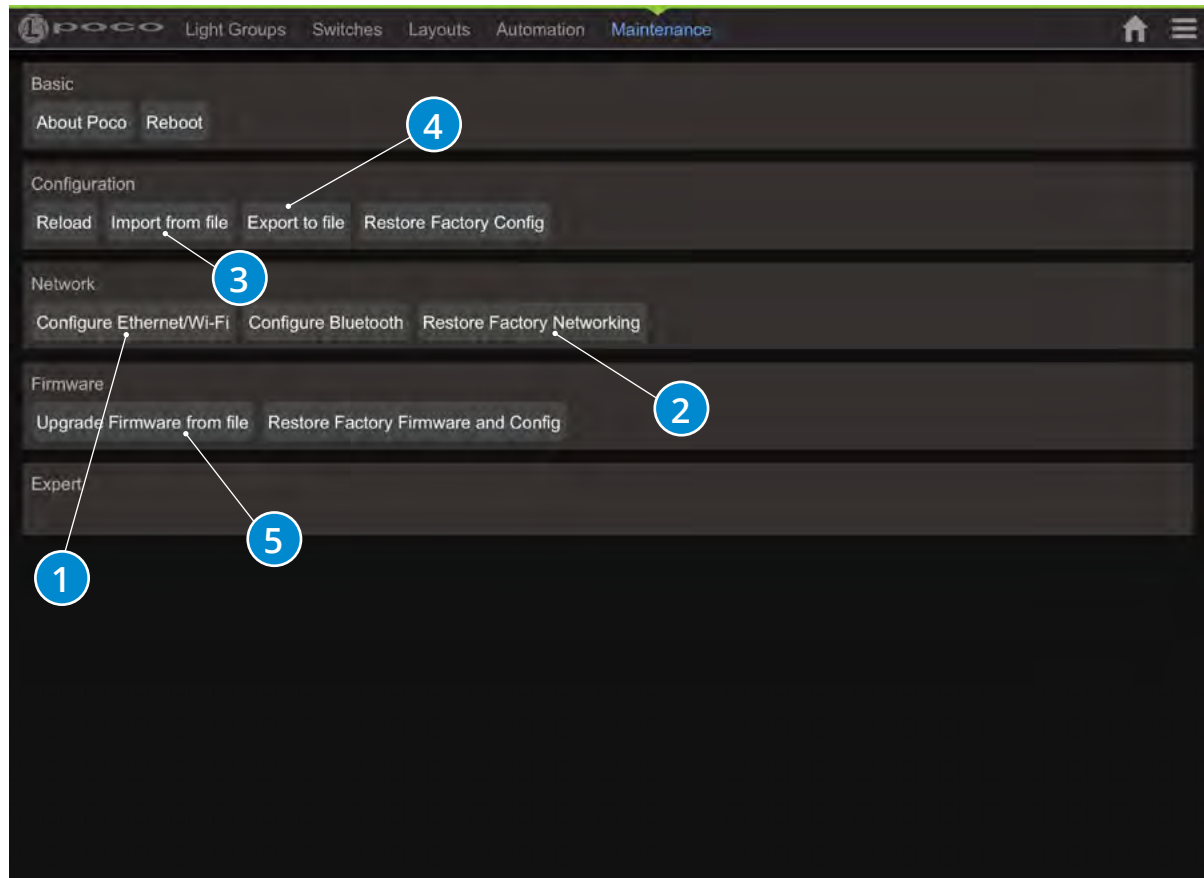 poco Light Groups Switches Layouts Automation Maintenance
Basic
About Poco Reboot
4
Configuration
Reload Import from file Export to file Restore Factory Config
3
Network
Configure Ethernet/Wi-Fi Configure Bluetooth Restore Factory Networking
2
Firmware
Upgrade Firmware from file Restore Factory Firmware and Config
Expert
5
1